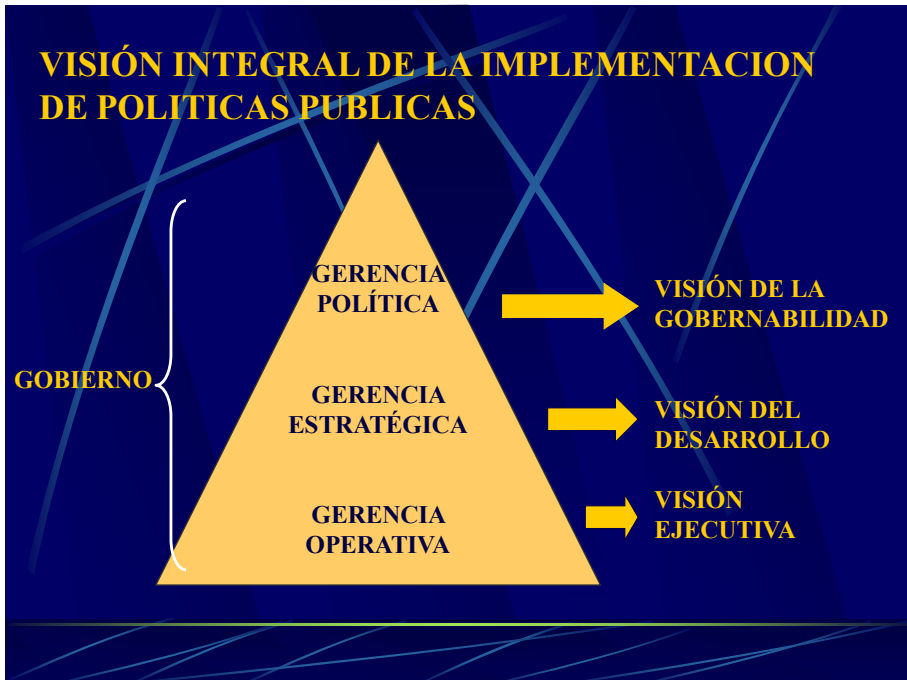 VISIÓN INTEGRAL DE LA IMPLEMENTACION
DE POLITICAS PUBLICAS
GOBIERNO
GERENCIA
POLÍTICA
VISIÓN DE LA
GOBERNABILIDAD
GERENCIA
ESTRATÉGICA
VISIÓN DEL
DESARROLLO
GERENCIA
OPERATIVA
VISIÓN
EJECUTIVA